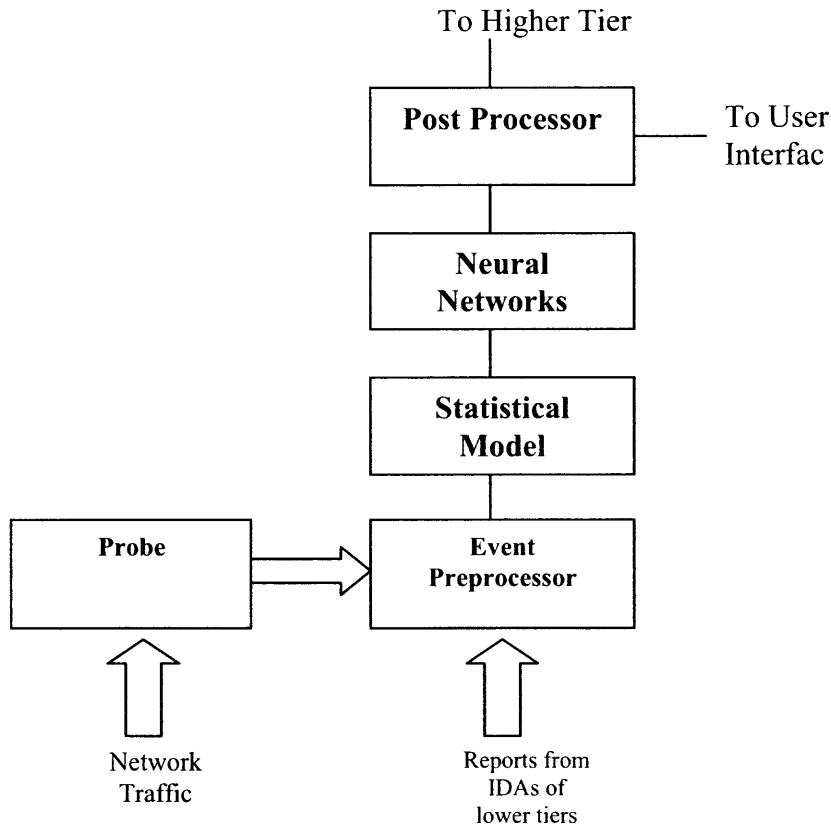 To Higher Tier
Post Processor
To User
Interfac
Neural
Networks
Statistical
Model
Probe
Event
Preprocessor
Network
Traffic
Reports from
IDAs of
lower tiers